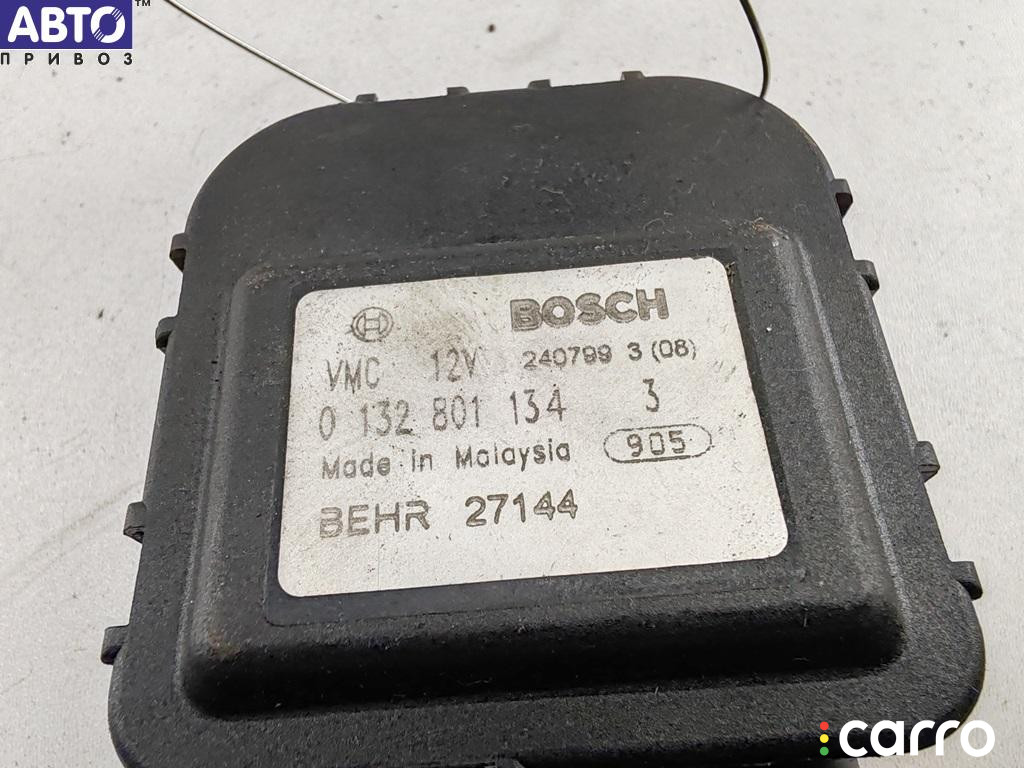 АВТО™
ПРИВОЗ
BOSCH
VMC 12V 240799 3 (08)
0 132 801 134 3
Made in Malaysia 905
BEHR 27144
carro